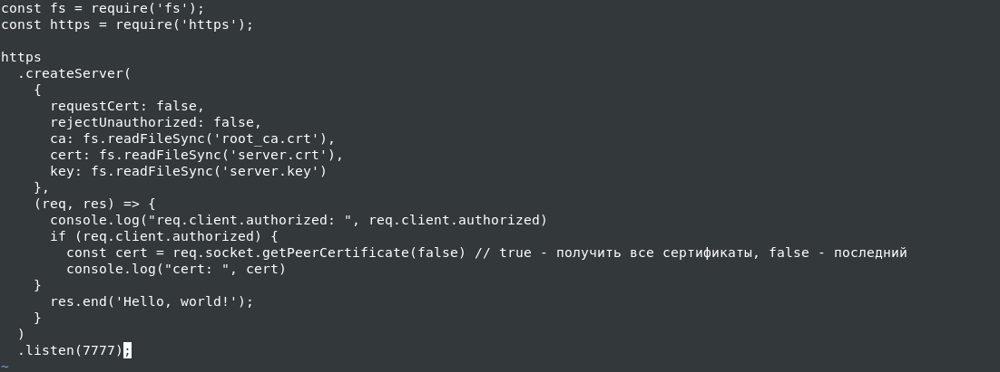 const fs = require('fs');
const https = require('https');

https
  .createServer(
    {
      requestCert: false,
      rejectUnauthorized: false,
      ca: fs.readFileSync('root_ca.crt'),
      cert: fs.readFileSync('server.crt'),
      key: fs.readFileSync('server.key')
    },
    (req, res) => {
      console.log("req.client.authorized: ", req.client.authorized)
      if (req.client.authorized) {
        const cert = req.socket.getPeerCertificate(false) // true - получить все сертификаты, false - последний
        console.log("cert: ", cert)
    }
      res.end('Hello, world!');
    }
  )
  .listen(7777);
~